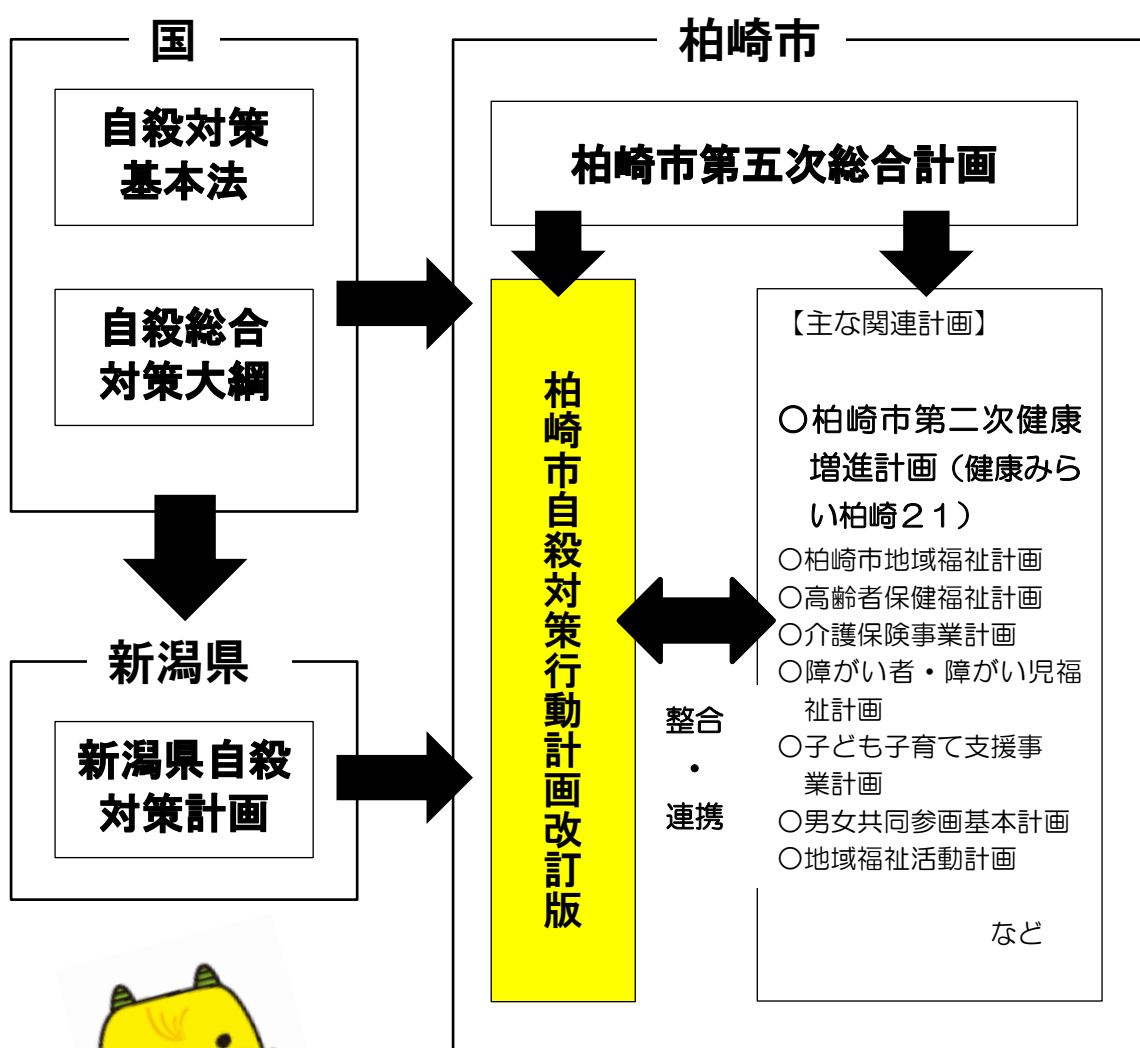 国
自殺対策
基本法
自殺総合
対策大綱
新潟県
新潟県自殺
対策計画
柏崎市
柏崎市第五次総合計画
柏崎市自殺対策行動計画改訂版
整合
・
連携
【主な関連計画】
〇柏崎市第二次健康
増進計画（健康みら
い柏崎２１）
〇柏崎市地域福祉計画
〇高齢者保健福祉計画
〇介護保険事業計画
〇障がい者・障がい児福
祉計画
〇子ども子育て支援事
業計画
〇男女共同参画基本計画
〇地域福祉活動計画
など